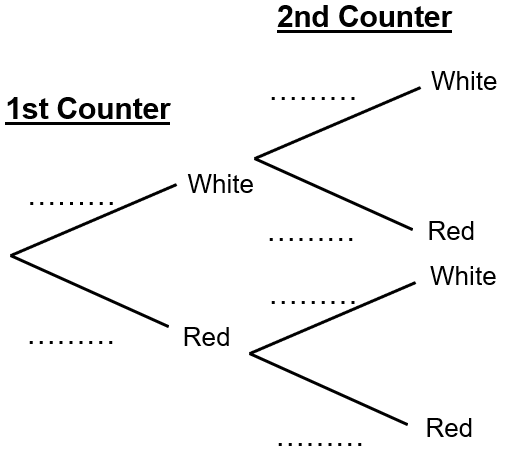 2nd Counter
1st Counter
.........
White
.........
Red
.........
White
.........
Red
.........
White
.........
Red